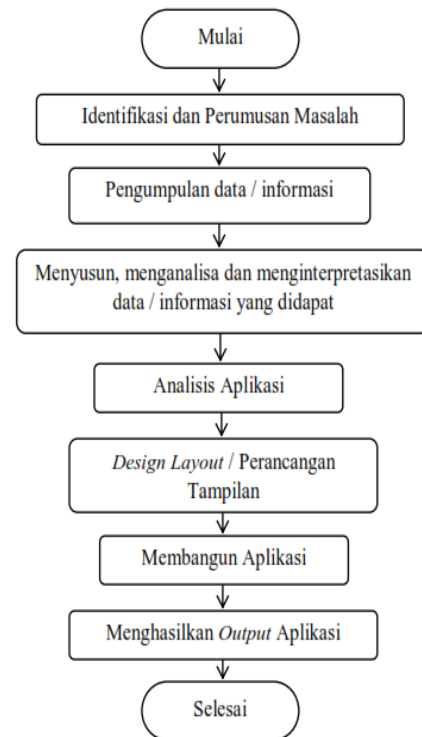 Mulai
Identifikasi dan Perumusan Masalah
Pengumpulan data / informasi
Menyusun, menganalisa dan menginterpretasikan
data / informasi yang didapat
Analisis Aplikasi
Design Layout / Perancangan
Tampilan
Membangun Aplikasi
Menghasilkan Output Aplikasi
Selesai